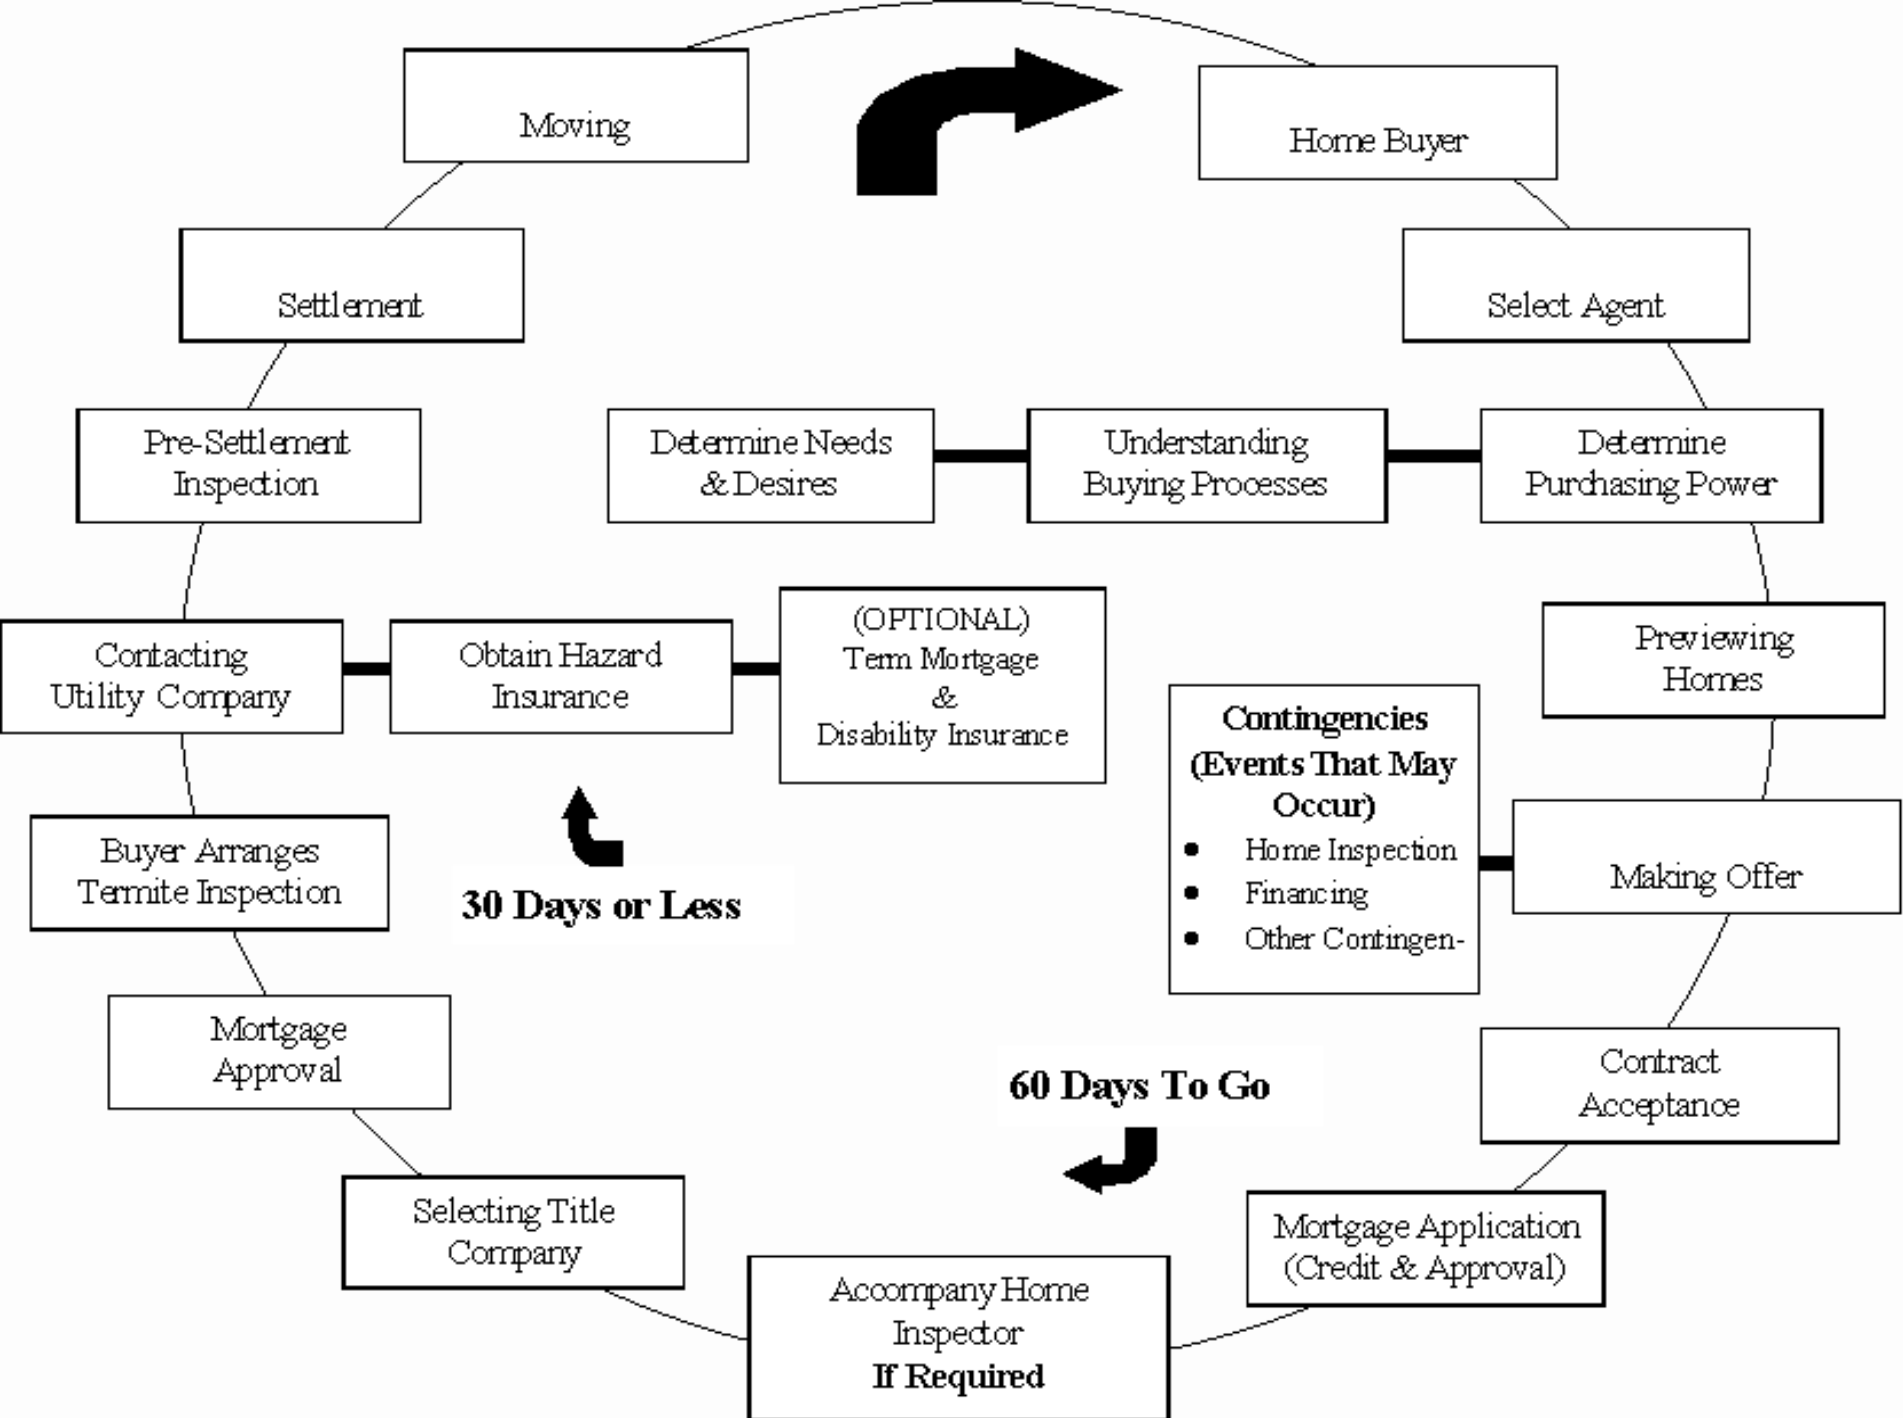 Moving
Home Buyer
Settlement
Select Agent
Pre-Settlement
Inspection
Determine Needs
& Desires
Understanding
Buying Processes
Determine
Purchasing Power
Contacting
Utility Company
Obtain Hazard
Insurance
(OPTIONAL)
Term Mortgage
&
Disability Insurance
Previewing
Homes
Contingencies
(Events That May
Occur)
• Home Inspection
• Financing
• Other Contingen-
Making Offer
Buyer Arranges
Termite Inspection
30 Days or Less
Mortgage
Approval
60 Days To Go
Contract
Acceptance
Selecting Title
Company
Accompany Home
Inspector
If Required
Mortgage Application
(Credit & Approval)